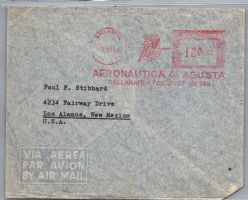 AERONAUTICA G. AGUSTA
GALLARATE
Paul F. Stibbard
4234 Fairway Drive
Los Alamos, New Mexico
U.S.A.
VIA AEREA
PAR AVION
BY AIR MAIL